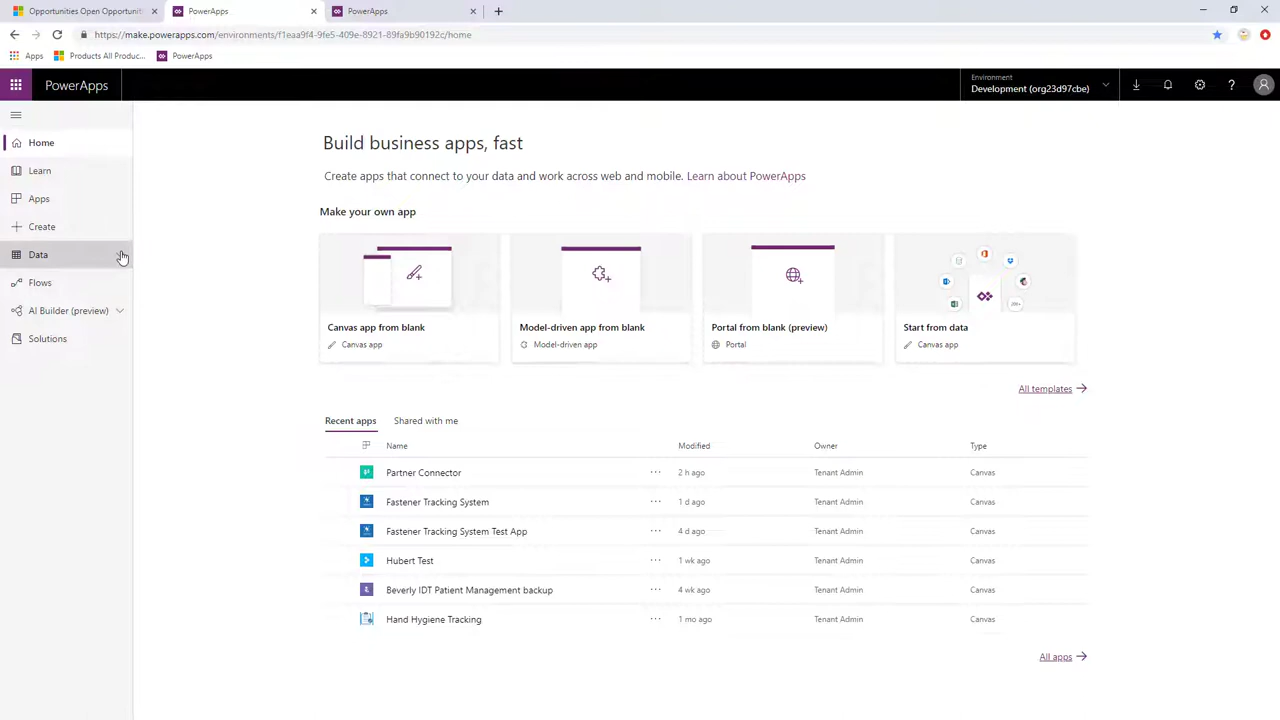 Opportunities Open Opportuni
PowerApps
PowerApps
https://make.powerapps.com/environments/f1eaa9f4-9fe5-409e-8921-89fa9b90192c/home
Apps
Products All Produc...
PowerApps
PowerApps
Environment
Development (org23d97cbe)
Home
Learn
Apps
Create
Data
Flows
AI Builder (preview)
Solutions
Build business apps, fast
Create apps that connect to your data and work across web and mobile. Learn about PowerApps
Make your own app
Canvas app from blank
Canvas app
Model-driven app from blank
Model-driven app
Portal from blank (preview)
Portal
Start from data
Canvas app
All templates
Recent apps Shared with me
Name Modified Owner Type
Partner Connector ... 2 h ago Tenant Admin Canvas
Fastener Tracking System ... 1 d ago Tenant Admin Canvas
Fastener Tracking System Test App ... 4 d ago Tenant Admin Canvas
Hubert Test ... 1 wk ago Tenant Admin Canvas
Beverly IDT Patient Management backup ... 4 wk ago Tenant Admin Canvas
Hand Hygiene Tracking ... 1 mo ago Tenant Admin Canvas
All apps